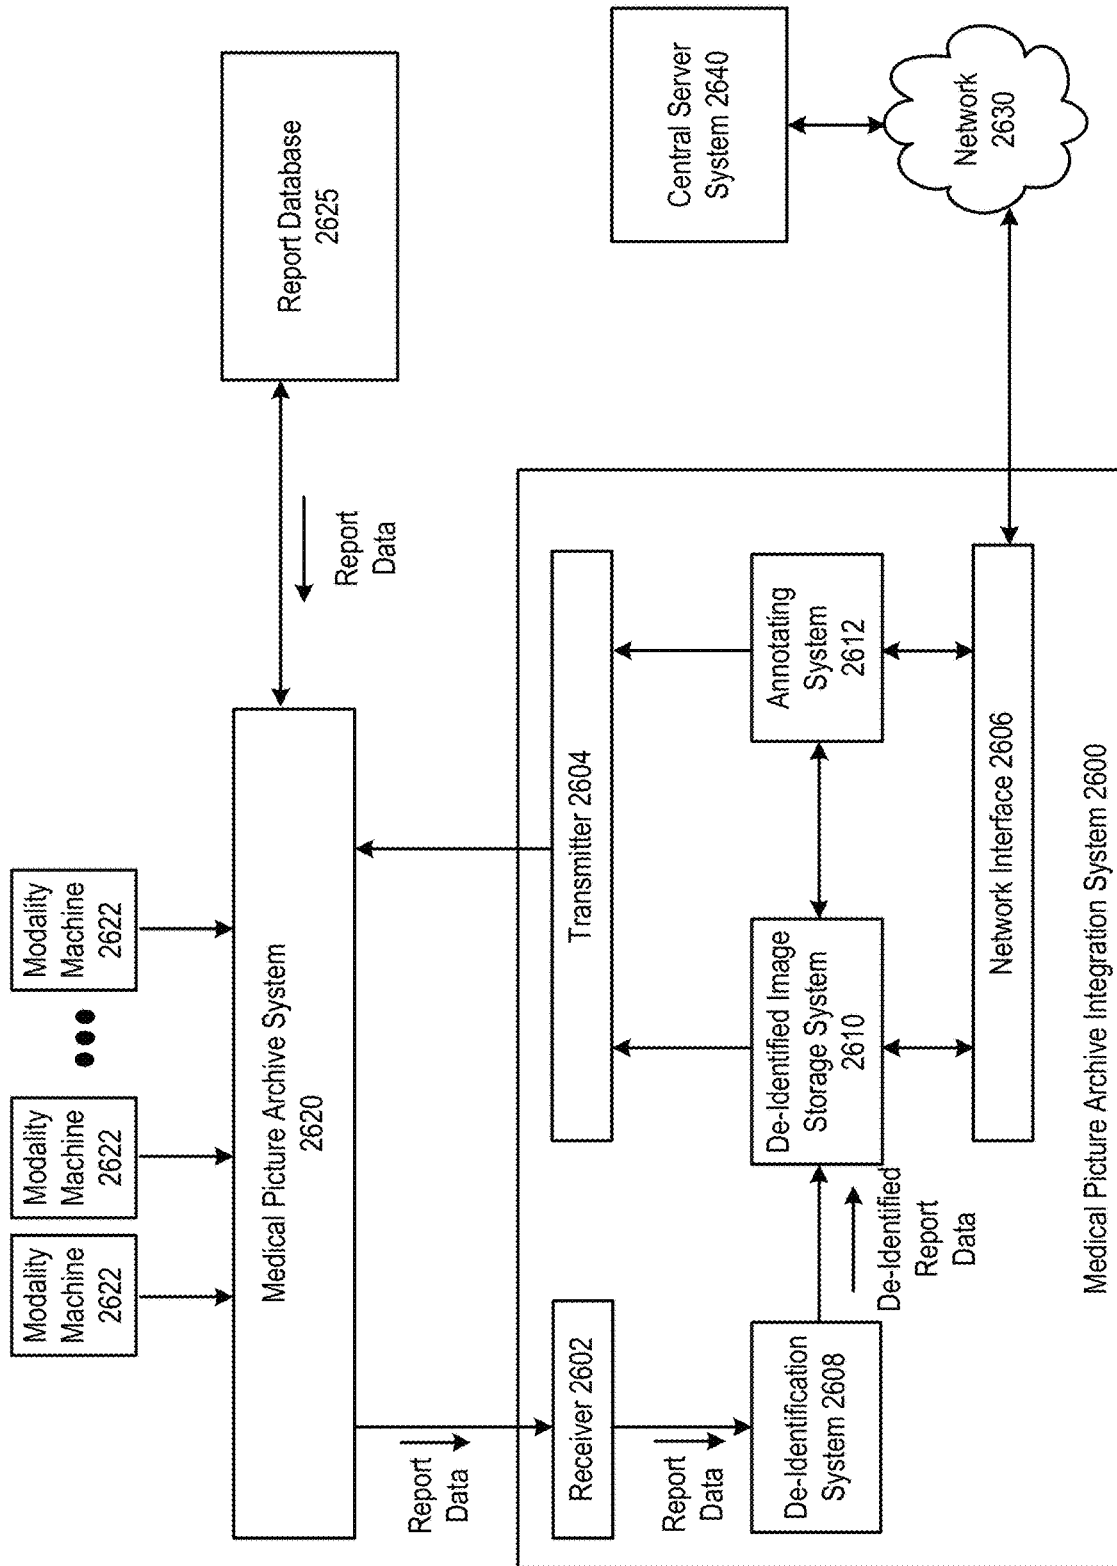 Modality
Machine
2622
Modality
Machine
2622
Modality
Machine
2622
Medical Picture Archive System
2620
Report Database
2625
Report
Data
Report
Data
Receiver 2602
Report
Data
De-Identification
System 2608
De-Identified
Report
Data
Transmitter 2604
De-Identified Image
Storage System
2610
Annotating
System
2612
Network Interface 2606
Medical Picture Archive Integration System 2600
Central Server
System 2640
Network
2630